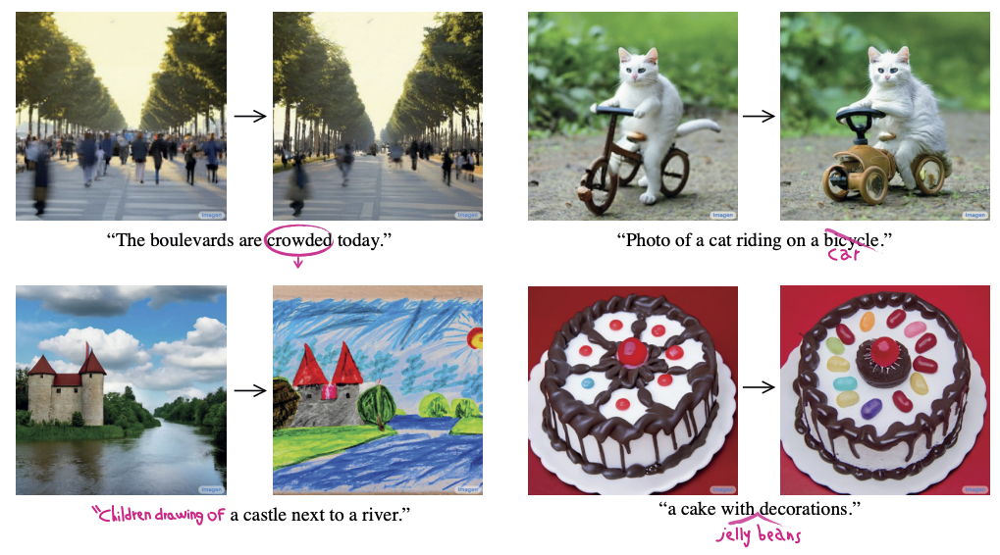 Imagen
Imagen
Imagen
Imagen
“The boulevards are crowded today.”
“Photo of a cat riding on a bicycle.”
car
Imagen
Imagen
Imagen
Imagen
“Children drawing of a castle next to a river.”
“a cake with decorations.”
jelly beans